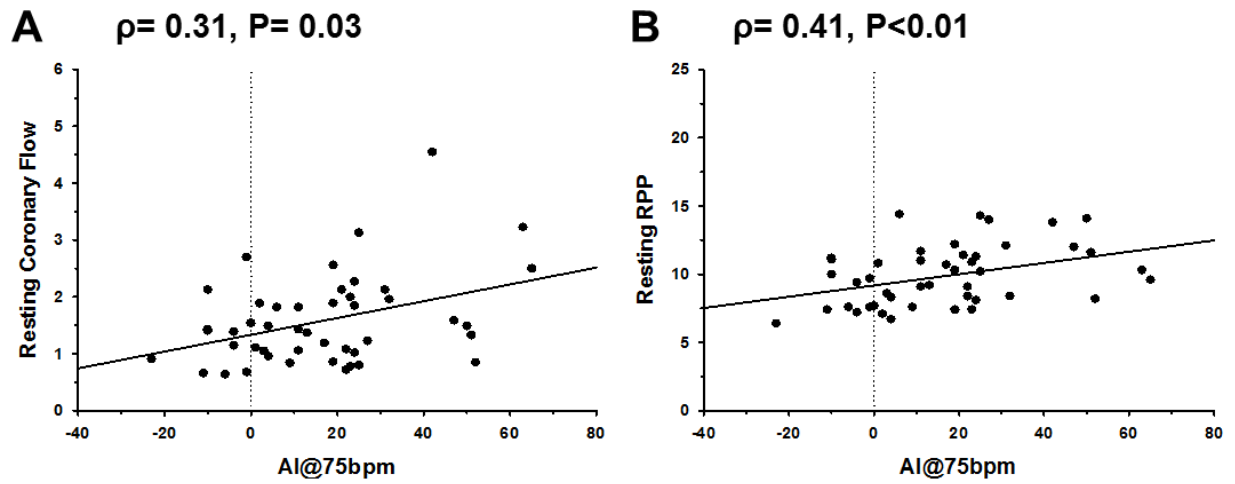 A ρ= 0.31, P= 0.03
6
5
4
3
2
1
0
Resting Coronary Flow
-40 -20 0 20 40 60 80
AI@75bpm
B ρ= 0.41, P<0.01
25
20
15
10
5
0
Resting RPP
-40 -20 0 20 40 60 80
AI@75bpm